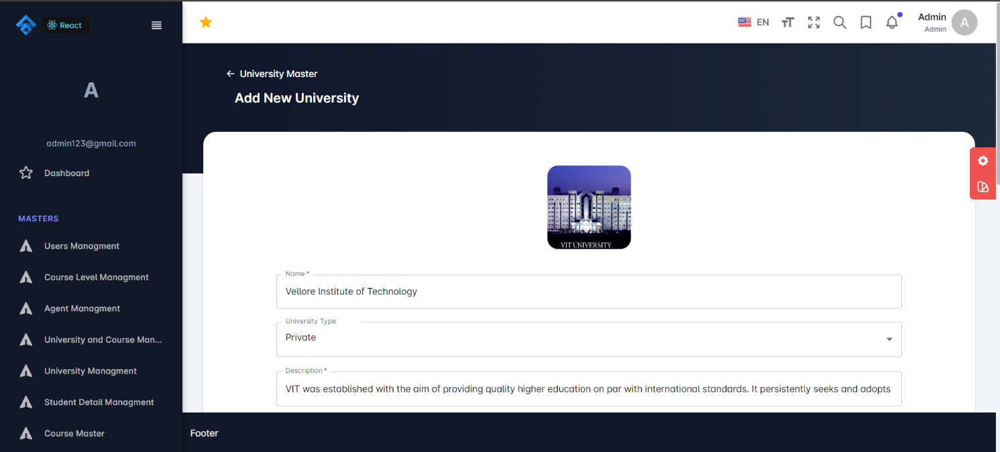 React
EN
Admin
Admin
A
A
admin123@gmail.com
Dashboard
MASTERS
Users Managment
Course Level Managment
Agent Managment
University and Course Man...
University Managment
Student Detail Managment
Course Master
University Master
Add New University
VIT UNIVERSITY
Name *
Vellore Institute of Technology
University Type
Private
Description *
VIT was established with the aim of providing quality higher education on par with international standards. It persistently seeks and adopts
Footer